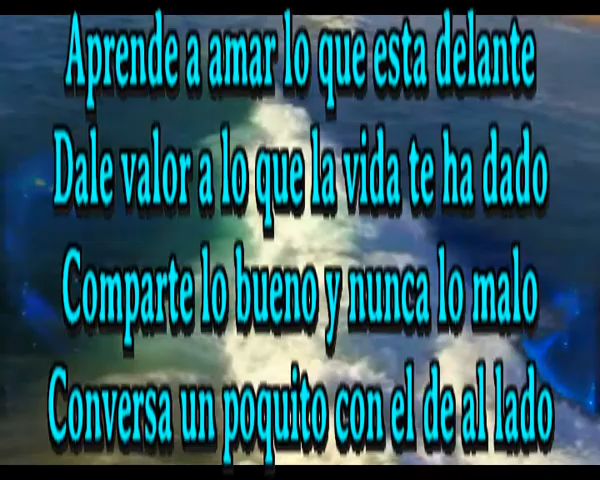 Aprende a amar lo que esta delante
Dale valor a lo que la vida te ha dado
Comparte lo bueno y nunca lo malo
Conversa un poquito con el de al lado